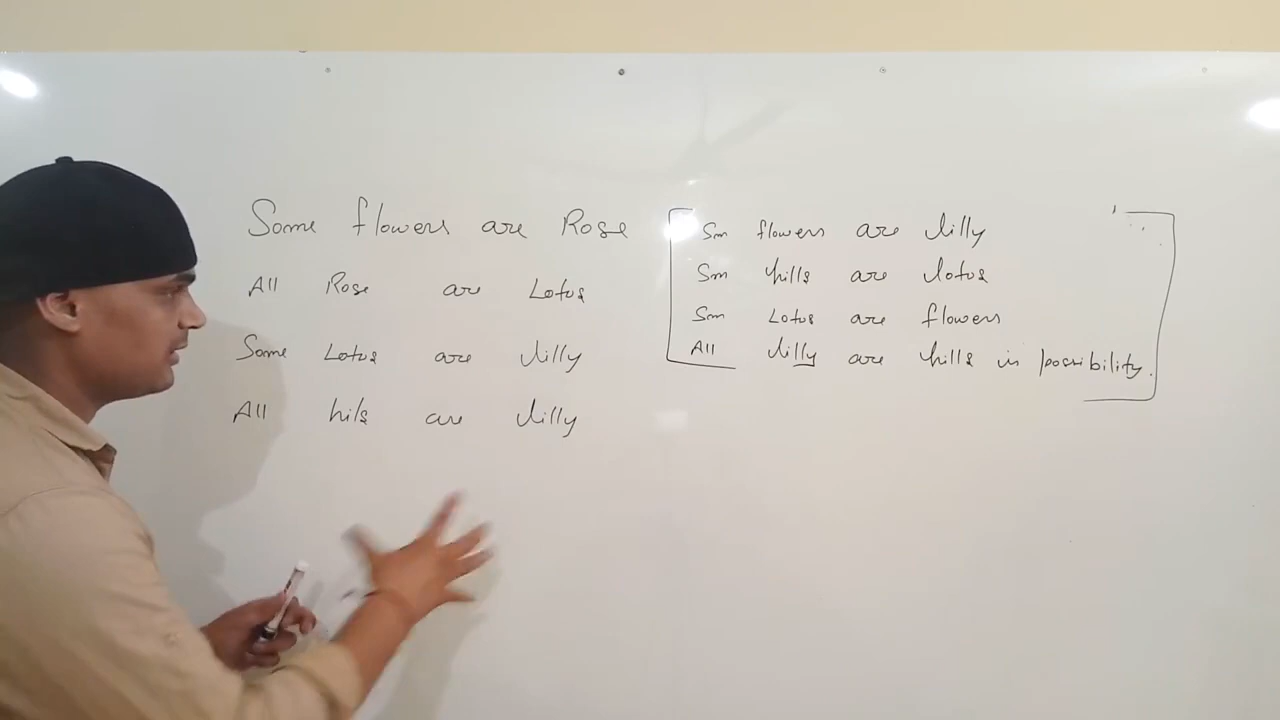 Some flowers are Rose
All Rose are Lotus
Some Lotus are lilly
All hils are lilly
Sm flowers are lilly
Sm hills are lotus
Sm Lotus are flowers
All lilly are hills in possibility.